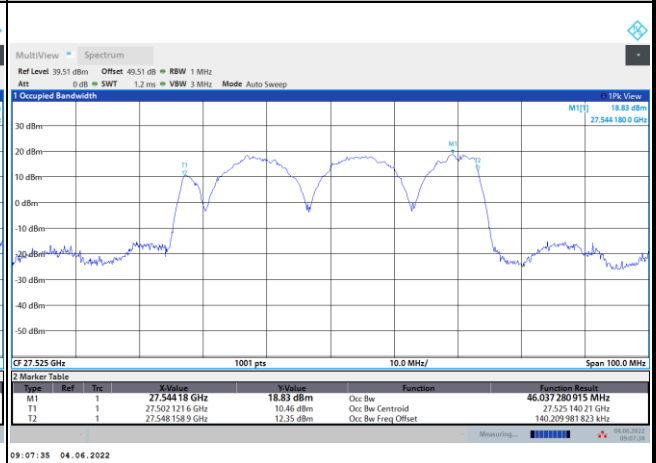 MultiView Spectrum
Ref Level 39.51 dBm Offset 49.51 dB RBW 1 MHz
Att 0 dB SWT 1.2 ms VBW 3 MHz Mode Auto Sweep
1 Occupied Bandwidth 1Pk View
M1[1] 18.83 dBm
27.544 180 0 GHz
30 dBm
20 dBm
M1
T1
T2
10 dBm
0 dBm
-10 dBm
-20 dBm
-30 dBm
-40 dBm
-50 dBm
CF 27.525 GHz 1001 pts 10.0 MHz/ Span 100.0 MHz
2 Marker Table
Type Ref Trc X-Value Y-Value Function Function Result
M1 1 27.544 18 GHz 18.83 dBm Occ Bw 46.037 280 915 MHz
T1 1 27.502 121 6 GHz 10.46 dBm Occ Bw Centroid 27.525 140 21 GHz
T2 1 27.548 158 9 GHz 12.35 dBm Occ Bw Freq Offset 140.209 981 823 kHz
Measuring... 04.06.2022
09:07:34
09:07:35 04.06.2022